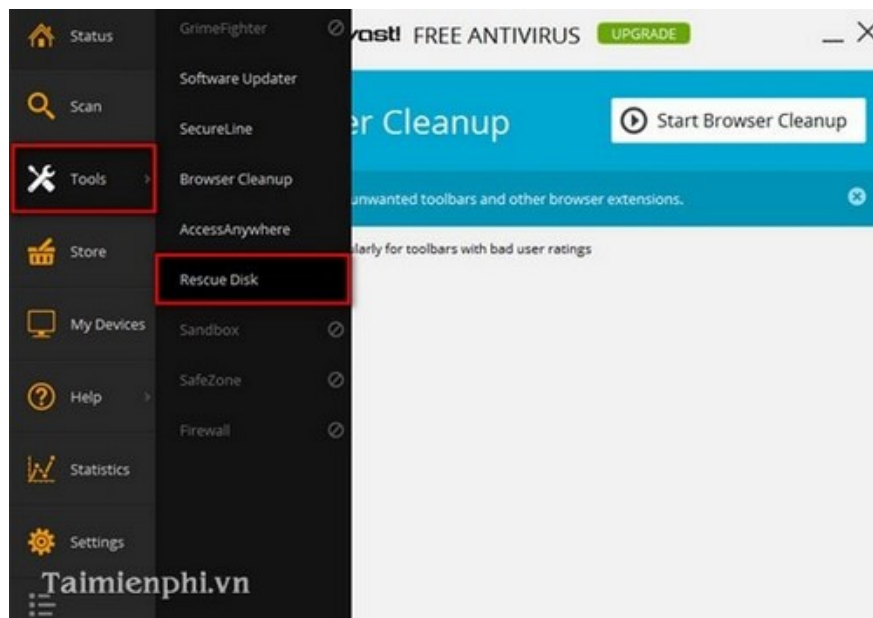 Status
Scan
Tools
Store
My Devices
Help
Statistics
Settings
GrimeFighter
Software Updater
SecureLine
Browser Cleanup
AccessAnywhere
Rescue Disk
Sandbox
SafeZone
Firewall
vast! FREE ANTIVIRUS UPGRADE
er Cleanup
Start Browser Cleanup
unwanted toolbars and other browser extensions.
ularly for toolbars with bad user ratings
Taimienphi.vn